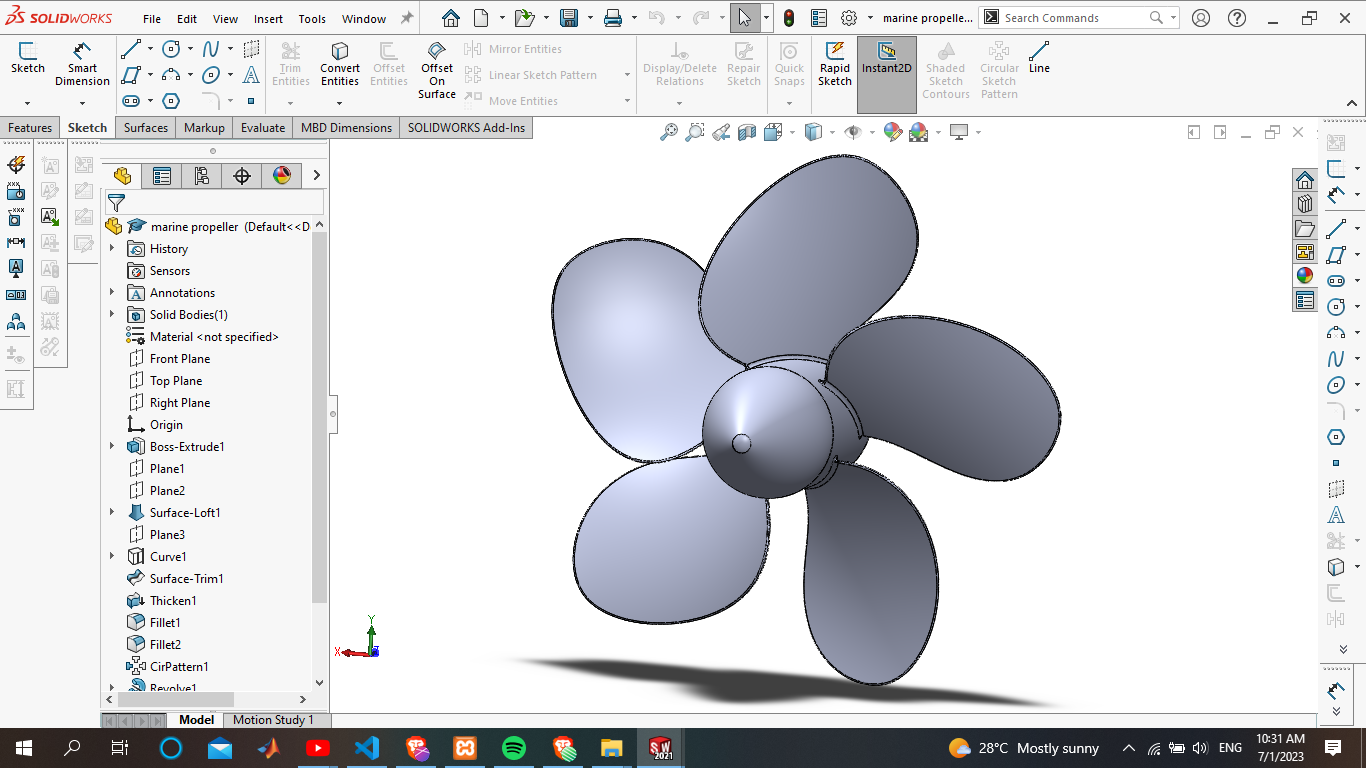 SOLIDWORKS File Edit View Insert Tools Window marine propelle... Search Commands
Sketch Smart Dimension Trim Entities Convert Entities Offset Entities Offset On Surface Mirror Entities Linear Sketch Pattern Move Entities Display/Delete Relations Repair Sketch Quick Snaps Rapid Sketch Instant2D Shaded Sketch Contours Circular Sketch Pattern Line
Features Sketch Surfaces Markup Evaluate MBD Dimensions SOLIDWORKS Add-Ins
marine propeller (Default<<D
History
Sensors
Annotations
Solid Bodies(1)
Material <not specified>
Front Plane
Top Plane
Right Plane
Origin
Boss-Extrude1
Plane1
Plane2
Surface-Loft1
Plane3
Curve1
Surface-Trim1
Thicken1
Fillet1
Fillet2
CirPattern1
Revolve1
Y
X
Model Motion Study 1
28°C Mostly sunny ENG 10:31 AM
7/1/2023
SW 2021